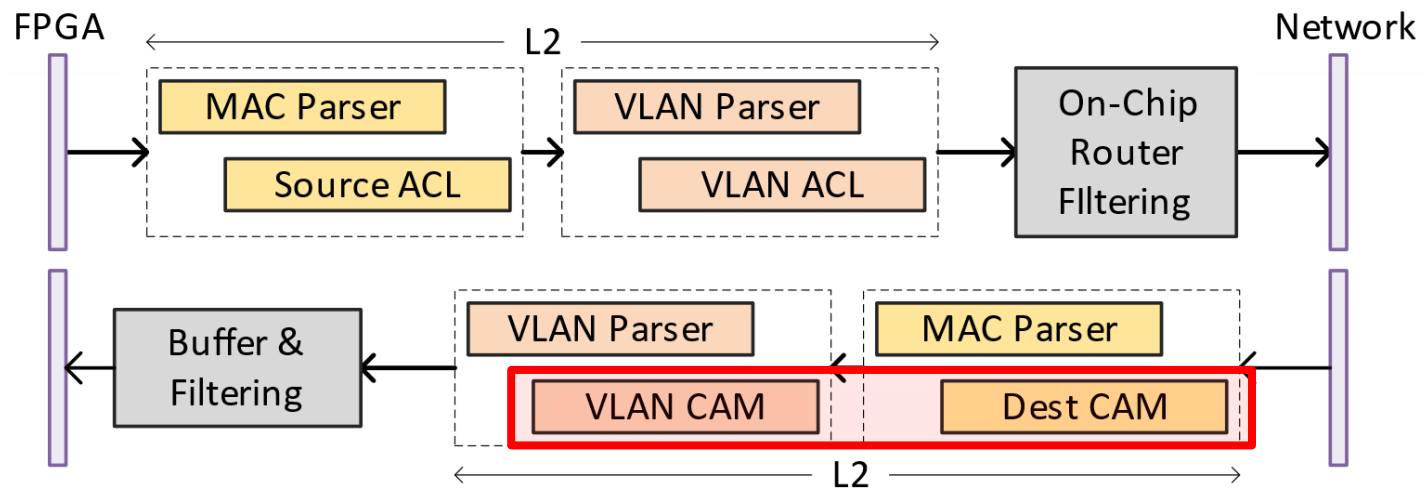 FPGA
L2
Network
MAC Parser
Source ACL
VLAN Parser
VLAN ACL
On-Chip
Router
FIltering
Buffer &
Filtering
VLAN Parser
VLAN CAM
MAC Parser
Dest CAM
L2